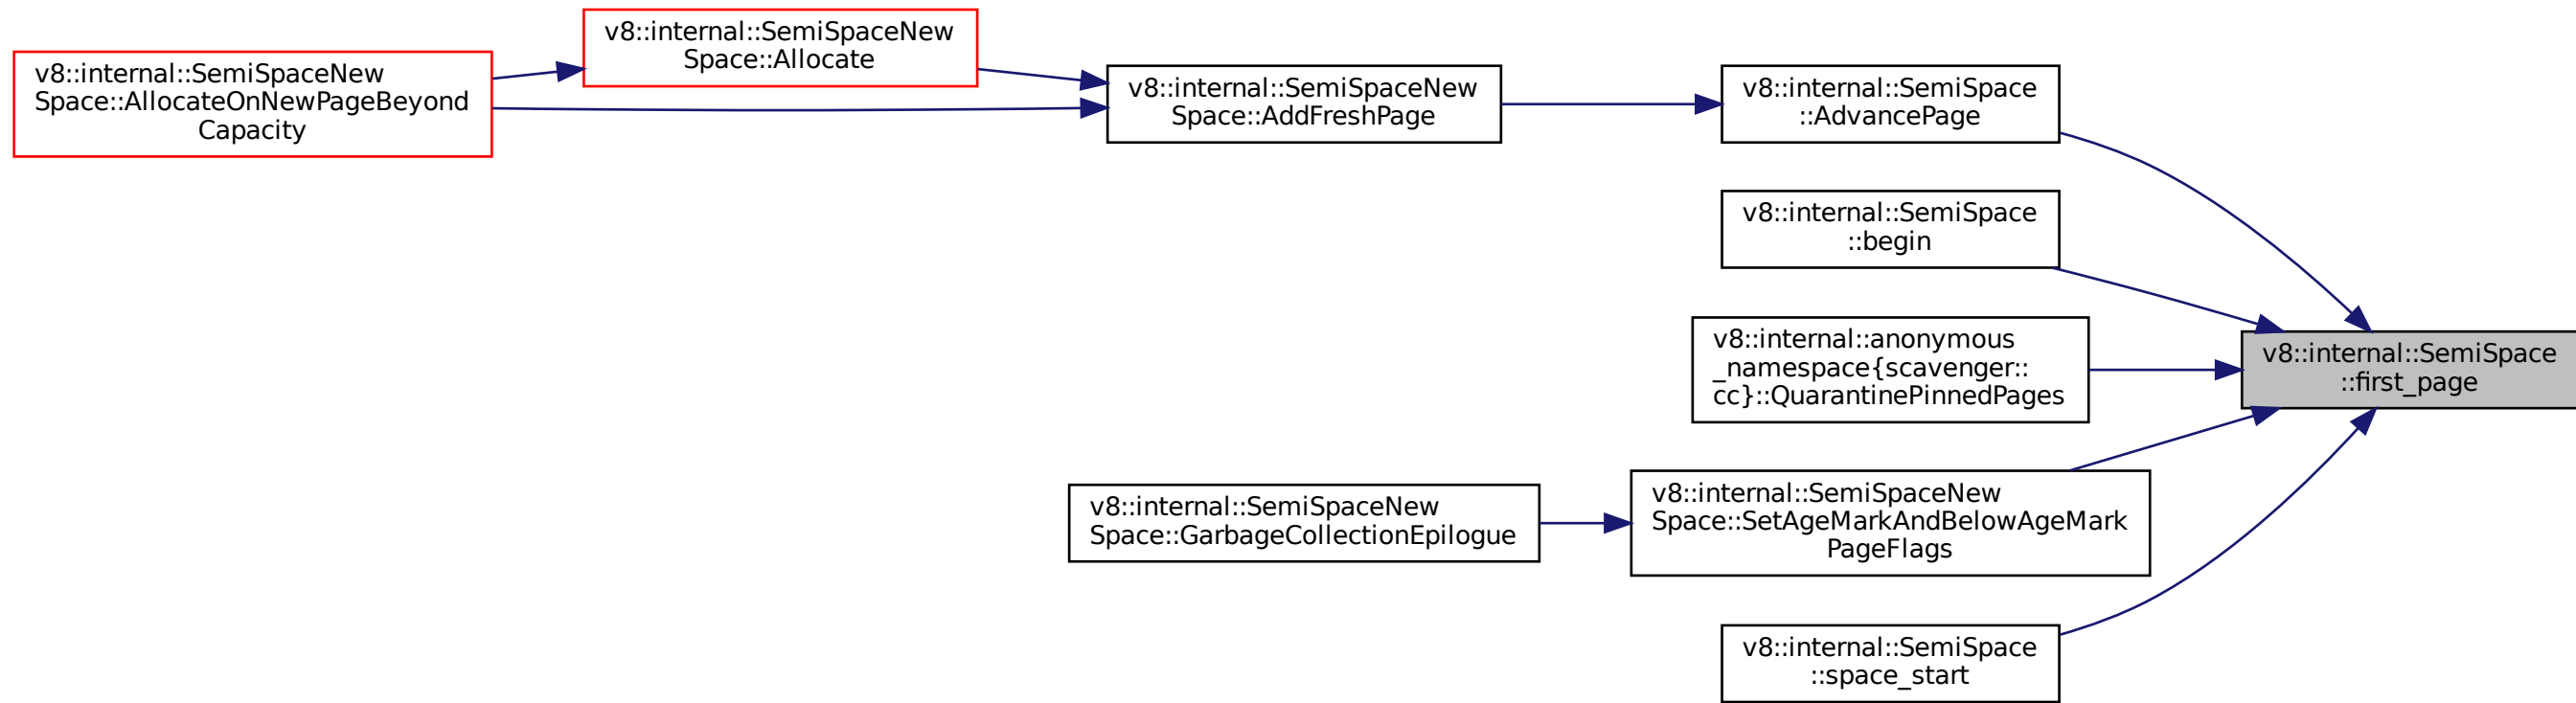 v8::internal::SemiSpaceNew
Space::Allocate
v8::internal::SemiSpaceNew
Space::AllocateOnNewPageBeyond
Capacity
v8::internal::SemiSpaceNew
Space::AddFreshPage
v8::internal::SemiSpace
::AdvancePage
v8::internal::SemiSpace
::begin
v8::internal::anonymous
_namespace{scavenger::
cc}::QuarantinePinnedPages
v8::internal::SemiSpace
::first_page
v8::internal::SemiSpaceNew
Space::GarbageCollectionEpilogue
v8::internal::SemiSpaceNew
Space::SetAgeMarkAndBelowAgeMark
PageFlags
v8::internal::SemiSpace
::space_start